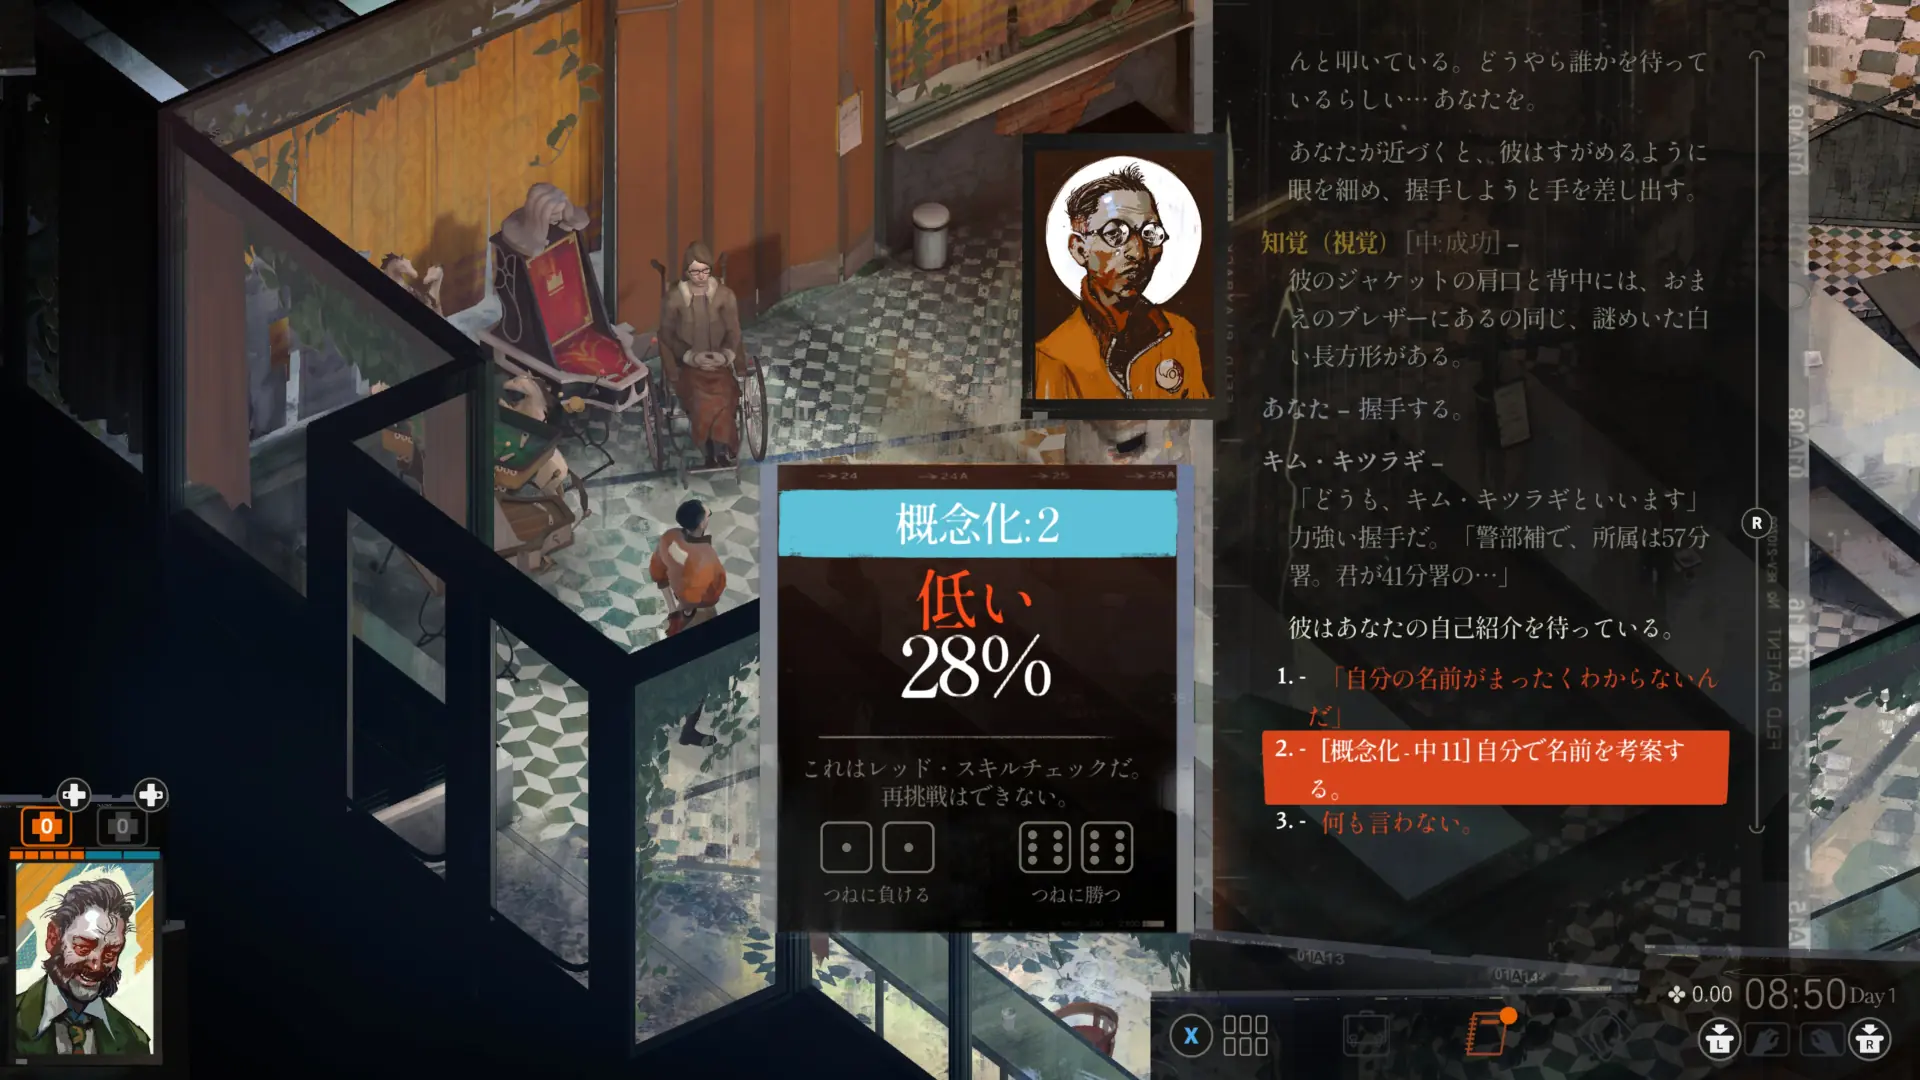 んと叩いている。どうやら誰かを待って
いるらしい…あなたを。
あなたが近づくと、彼はすがめるように
眼を細め、握手しようと手を差し出す。
知覚（視覚）［中:成功］–
彼のジャケットの肩口と背中には、おま
えのブレザーにあるの同じ、謎めいた白
い長方形がある。
あなた – 握手する。
キム・キツラギ –
「どうも、キム・キツラギといいます」
力強い握手だ。「警部補で、所属は57分
署。君が41分署の…」
彼はあなたの自己紹介を待っている。
1. - 「自分の名前がまったくわからないん
だ」
2. - [概念化 - 中 11] 自分で名前を考案す
る。
3. - 何も言わない。
R
24
24A
25
25A
概念化:2
低い
28%
これはレッド・スキルチェックだ。
再挑戦はできない。
つねに負ける
つねに勝つ
0
0
01A13
01A14
0.00
08:50 Day 1
X
L
R